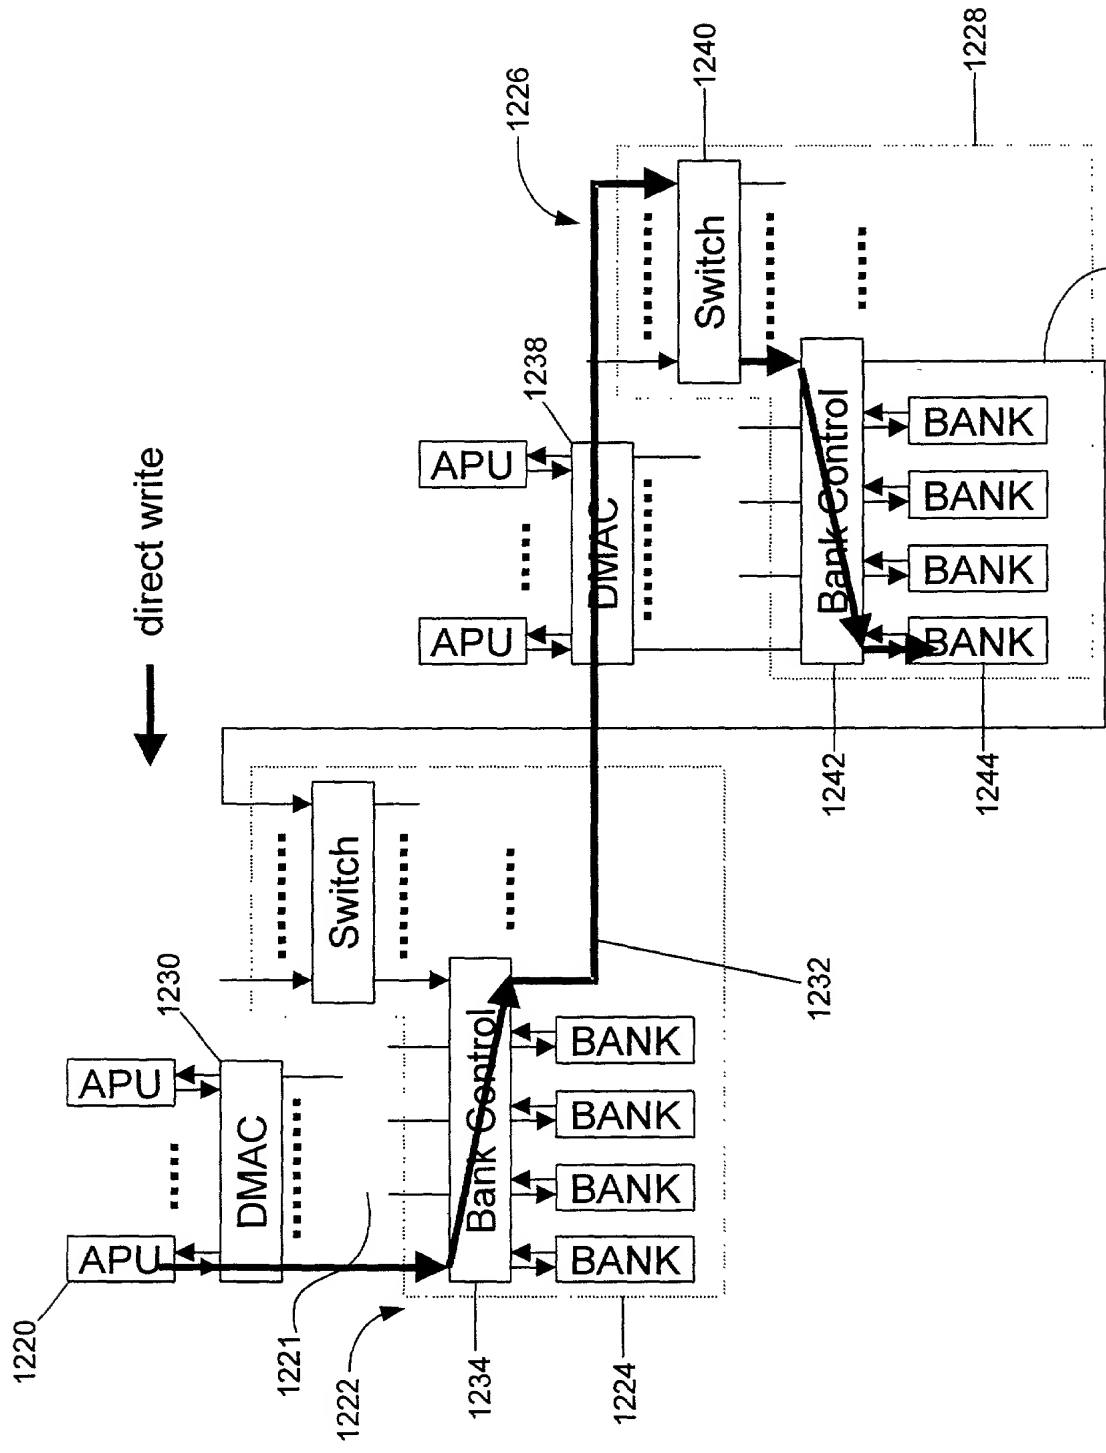 direct write
1220
APU
APU
1230
DMAC
1221
1222
Switch
1234
Bank Control
BANK
BANK
BANK
BANK
1224
1232
1226
APU
APU
1238
DMAC
1240
Switch
1228
1242
Bank Control
BANK
BANK
BANK
BANK
1244